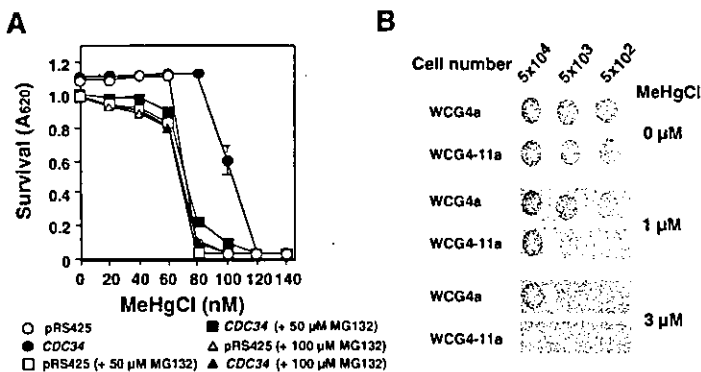 A
Survival (A620)
1.2
1.0
0.8
0.6
0.4
0.2
0
0 20 40 60 80 100 120 140
MeHgCl (nM)
pRS425
CDC34
pRS425 (+ 50 µM MG132)
CDC34 (+ 50 µM MG132)
pRS425 (+ 100 µM MG132)
CDC34 (+ 100 µM MG132)
B
Cell number 5x10⁴ 5x10³ 5x10²
MeHgCl
WCG4a
0 µM
WCG4-11a
WCG4a
1 µM
WCG4-11a
WCG4a
3 µM
WCG4-11a